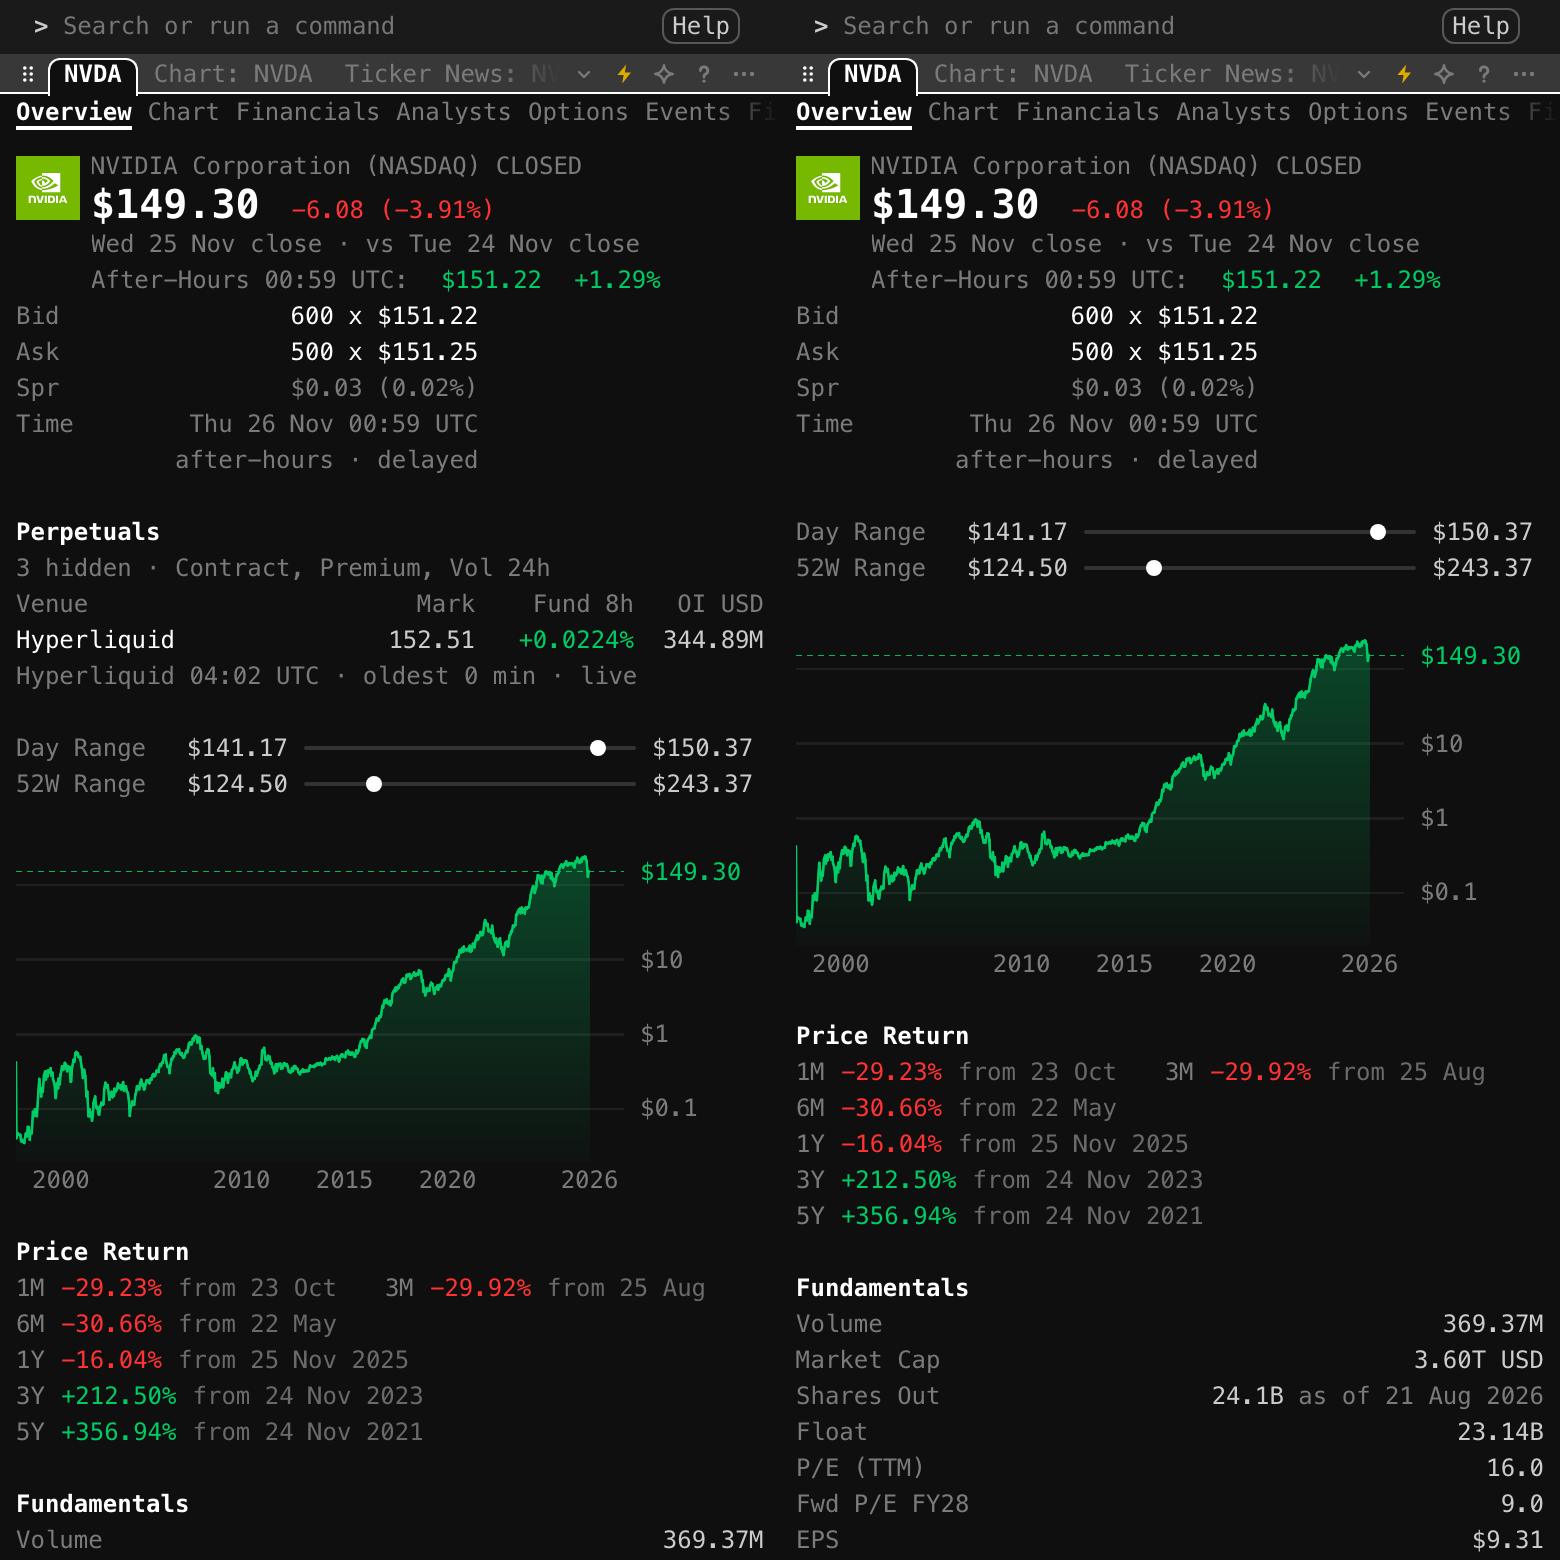 > Search or run a command Help
NVDA Chart: NVDA Ticker News: NV ?
Overview Chart Financials Analysts Options Events Fi
NVIDIA
NVIDIA Corporation (NASDAQ) CLOSED
$149.30 −6.08 (−3.91%)
Wed 25 Nov close · vs Tue 24 Nov close
After−Hours 00:59 UTC: $151.22 +1.29%
Bid 600 x $151.22
Ask 500 x $151.25
Spr $0.03 (0.02%)
Time Thu 26 Nov 00:59 UTC
after−hours · delayed
Perpetuals
3 hidden · Contract, Premium, Vol 24h
Venue Mark Fund 8h OI USD
Hyperliquid 152.51 +0.0224% 344.89M
Hyperliquid 04:02 UTC · oldest 0 min · live
Day Range $141.17 $150.37
52W Range $124.50 $243.37
$149.30
$10
$1
$0.1
2000 2010 2015 2020 2026
Price Return
1M −29.23% from 23 Oct 3M −29.92% from 25 Aug
6M −30.66% from 22 May
1Y −16.04% from 25 Nov 2025
3Y +212.50% from 24 Nov 2023
5Y +356.94% from 24 Nov 2021
Fundamentals
Volume 369.37M
> Search or run a command Help
NVDA Chart: NVDA Ticker News: NV ?
Overview Chart Financials Analysts Options Events Fi
NVIDIA
NVIDIA Corporation (NASDAQ) CLOSED
$149.30 −6.08 (−3.91%)
Wed 25 Nov close · vs Tue 24 Nov close
After−Hours 00:59 UTC: $151.22 +1.29%
Bid 600 x $151.22
Ask 500 x $151.25
Spr $0.03 (0.02%)
Time Thu 26 Nov 00:59 UTC
after−hours · delayed
Day Range $141.17 $150.37
52W Range $124.50 $243.37
$149.30
$10
$1
$0.1
2000 2010 2015 2020 2026
Price Return
1M −29.23% from 23 Oct 3M −29.92% from 25 Aug
6M −30.66% from 22 May
1Y −16.04% from 25 Nov 2025
3Y +212.50% from 24 Nov 2023
5Y +356.94% from 24 Nov 2021
Fundamentals
Volume 369.37M
Market Cap 3.60T USD
Shares Out 24.1B as of 21 Aug 2026
Float 23.14B
P/E (TTM) 16.0
Fwd P/E FY28 9.0
EPS $9.31